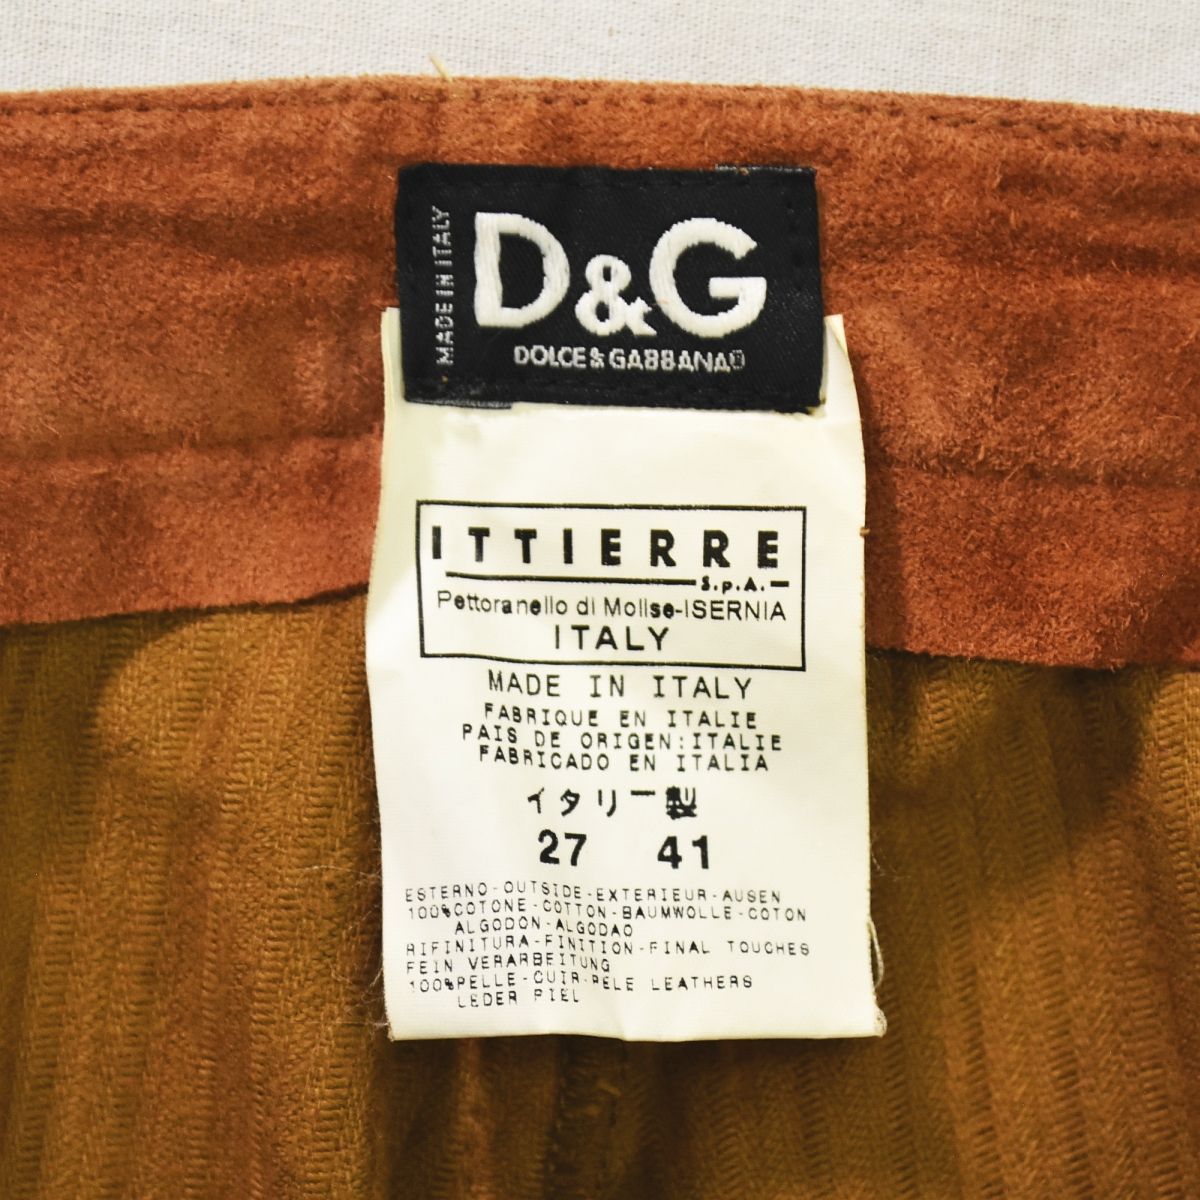 MADE IN ITALY
D&G
DOLCE & GABBANA
ITTIERRE
S.p.A.
Pettoranello di Molise-ISERNIA
ITALY
MADE IN ITALY
FABRIQUE EN ITALIE
PAIS DE ORIGEN:ITALIE
FABRICADO EN ITALIA
イタリー製
27 41
ESTERNO-OUTSIDE-EXTERIEUR-AUSEN
100%COTONE-COTTON-BAUMWOLLE-COTON
ALGODON-ALGODAO
RIFINITURA-FINITION-FINAL TOUCHES
FEIN VERARBEITUNG
100%PELLE-CUIR-PELE LEATHERS
LEDER PIEL